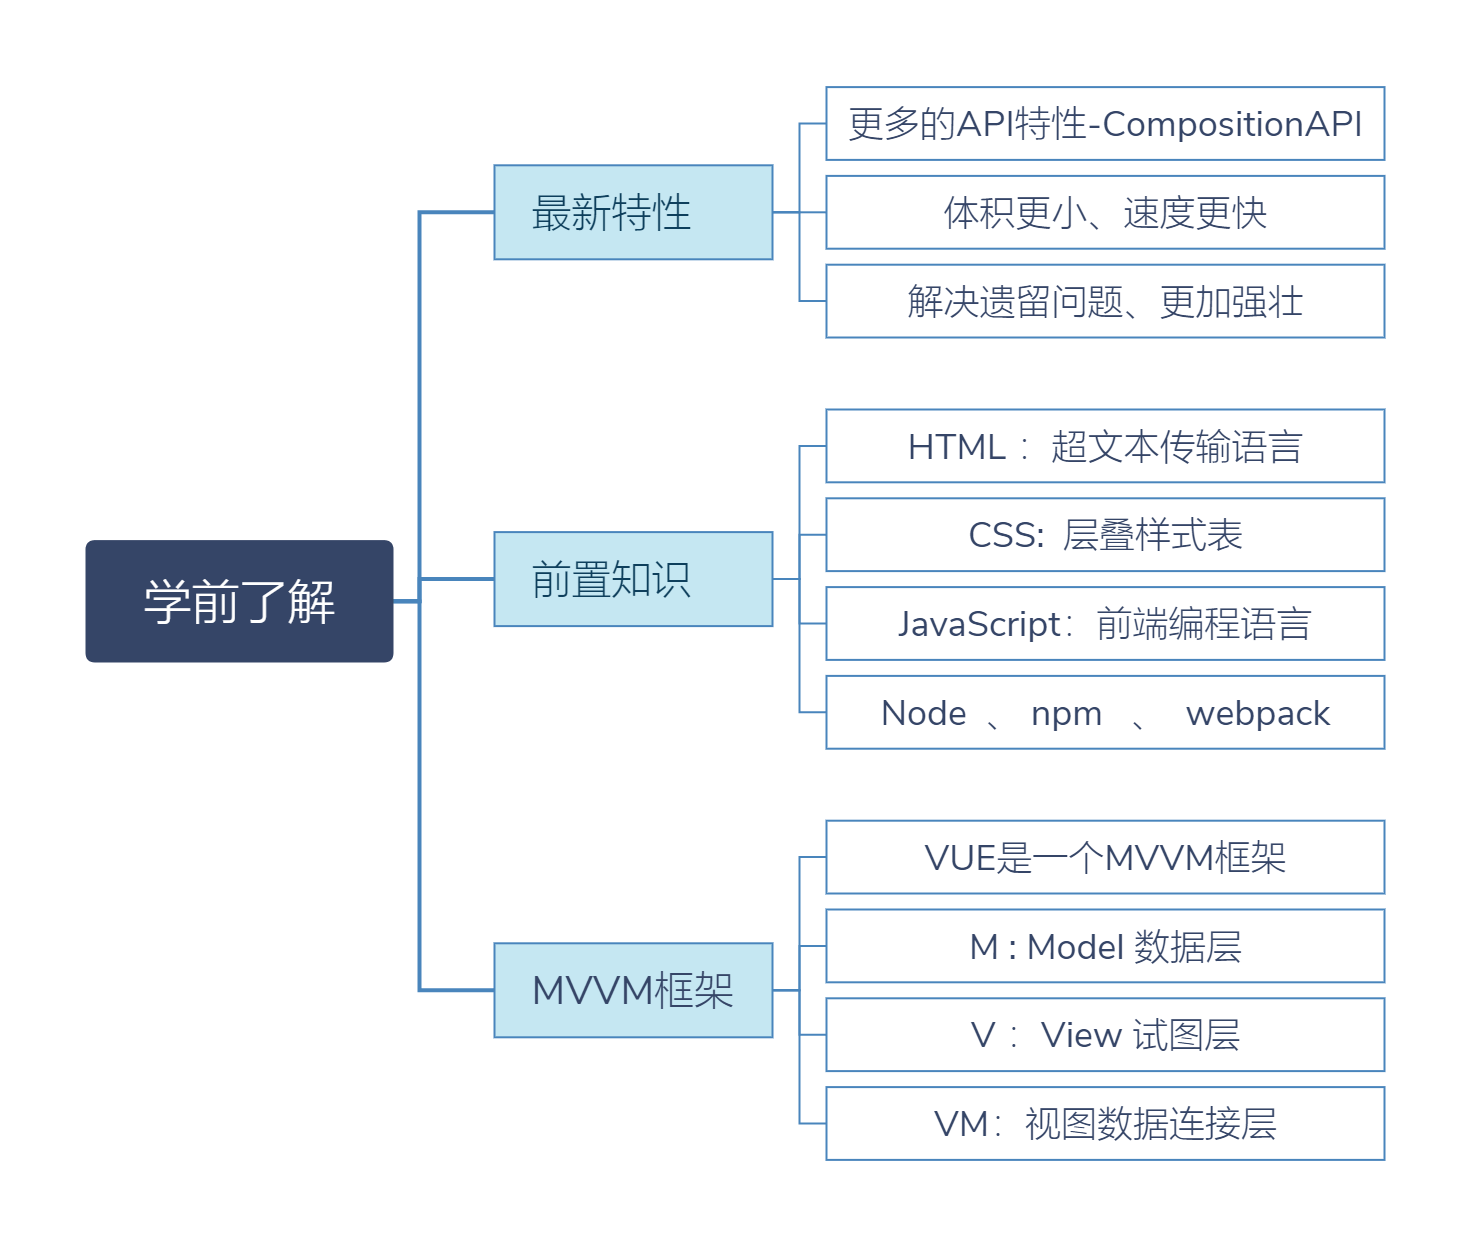 学前了解
最新特性
更多的API特性-CompositionAPI
体积更小、速度更快
解决遗留问题、更加强壮
前置知识
HTML： 超文本传输语言
CSS: 层叠样式表
JavaScript： 前端编程语言
Node 、 npm 、 webpack
MVVM框架
VUE是一个MVVM框架
M : Model 数据层
V： View 试图层
VM： 视图数据连接层